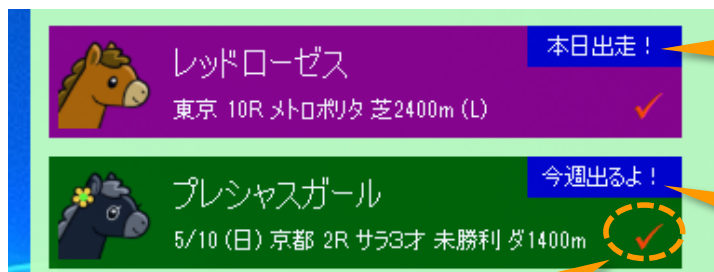 本日出走！
レッドローゼス
東京 10R メトロポリタ 芝2400m (L)
今週出るよ！
プレシャスガール
5/10 (日) 京都 2R サラ3才 未勝利 ダ1400m